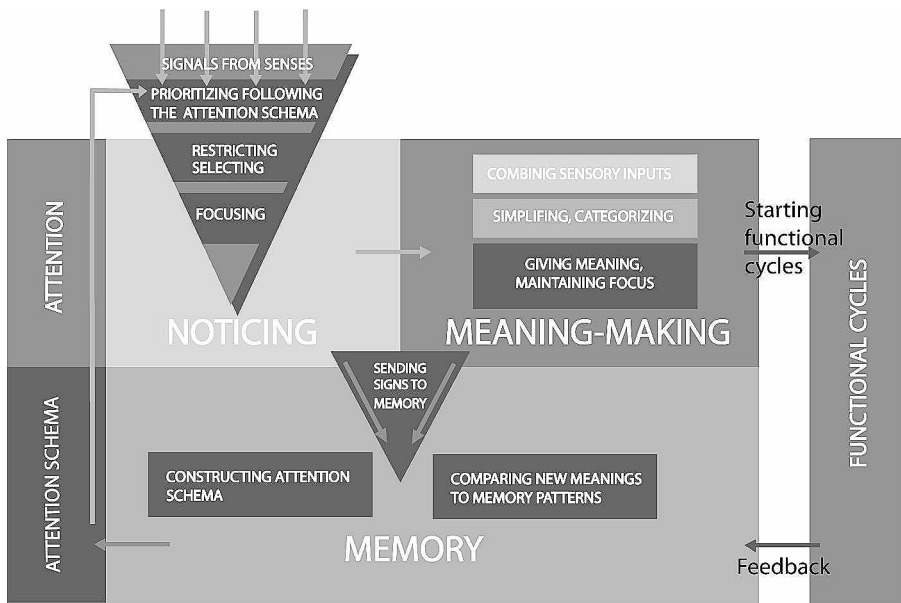 SIGNALS FROM SENSES
PRIORITIZING FOLLOWING
THE ATTENTION SCHEMA
RESTRICTING
SELECTING
FOCUSING
NOTICING
COMBINIG SENSORY INPUTS
SIMPLIFING, CATEGORIZING
GIVING MEANING,
MAINTAINING FOCUS
MEANING-MAKING
Starting
functional
cycles
FUNCTIONAL CYCLES
ATTENTION
ATTENTION SCHEMA
SENDING
SIGNS TO
MEMORY
CONSTRUCTING ATTENTION
SCHEMA
COMPARING NEW MEANINGS
TO MEMORY PATTERNS
MEMORY
Feedback